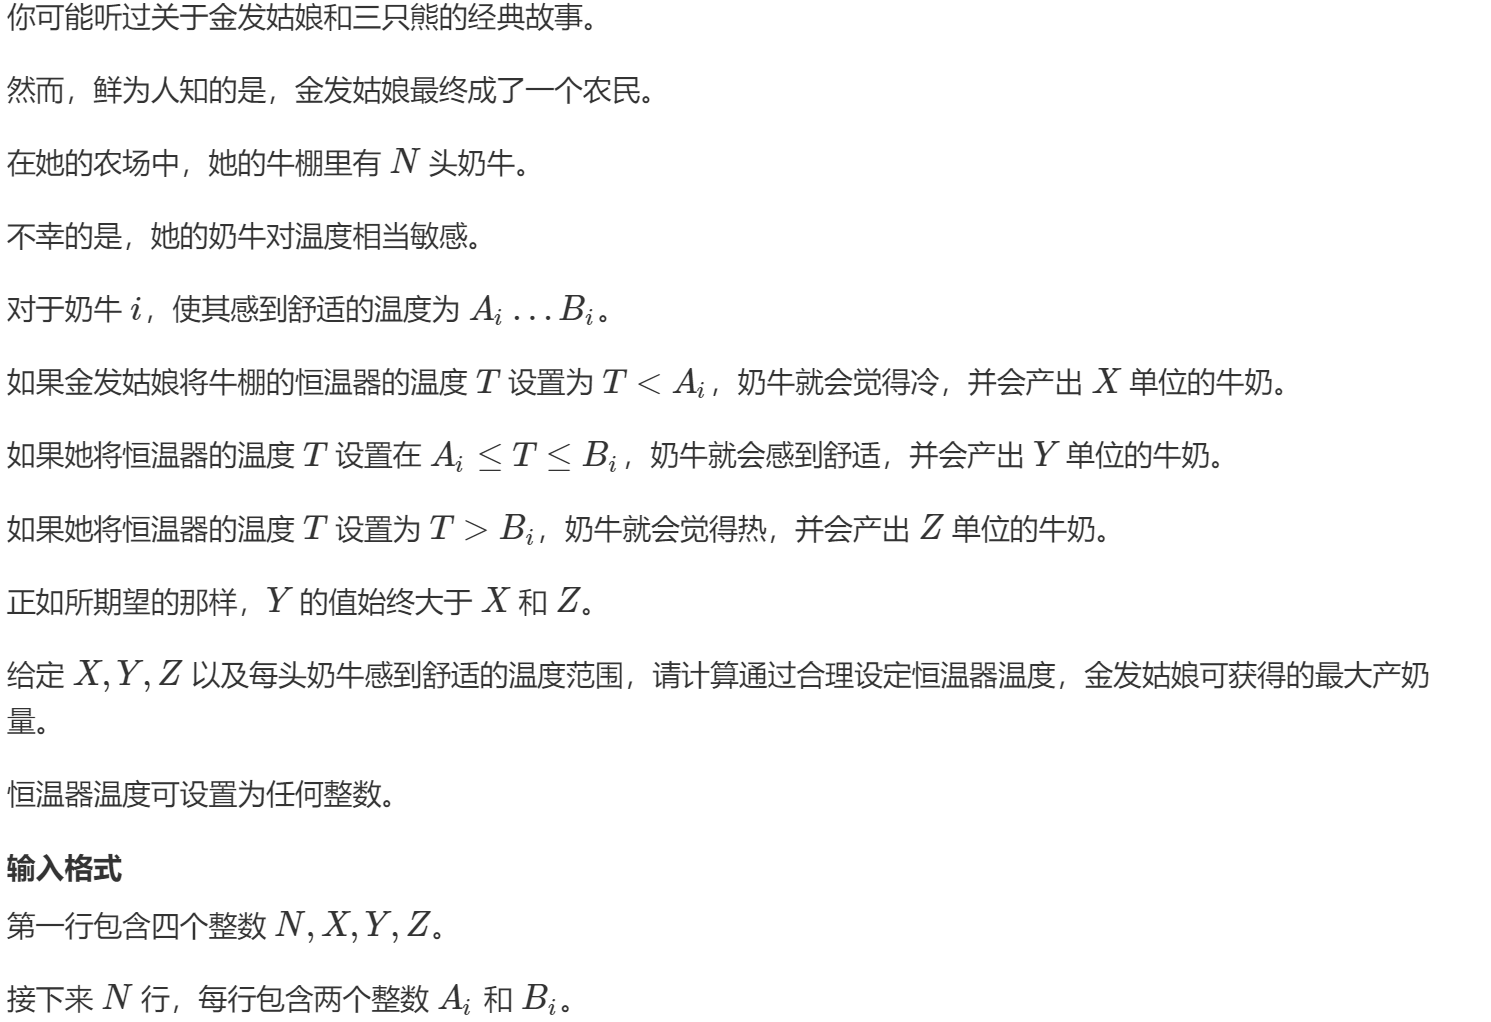 你可能听过关于金发姑娘和三只熊的经典故事。
然而，鲜为人知的是，金发姑娘最终成了一个农民。
在她的农场中，她的牛棚里有 N 头奶牛。
不幸的是，她的奶牛对温度相当敏感。
对于奶牛 i，使其感到舒适的温度为 A_i … B_i。
如果金发姑娘将牛棚的恒温器的温度 T 设置为 T < A_i，奶牛就会觉得冷，并会产出 X 单位的牛奶。
如果她将恒温器的温度 T 设置在 A_i ≤ T ≤ B_i，奶牛就会感到舒适，并会产出 Y 单位的牛奶。
如果她将恒温器的温度 T 设置为 T > B_i，奶牛就会觉得热，并会产出 Z 单位的牛奶。
正如所期望的那样，Y 的值始终大于 X 和 Z。
给定 X, Y, Z 以及每头奶牛感到舒适的温度范围，请计算通过合理设定恒温器温度，金发姑娘可获得的最大产奶
量。
恒温器温度可设置为任何整数。
输入格式
第一行包含四个整数 N, X, Y, Z。
接下来 N 行，每行包含两个整数 A_i 和 B_i。